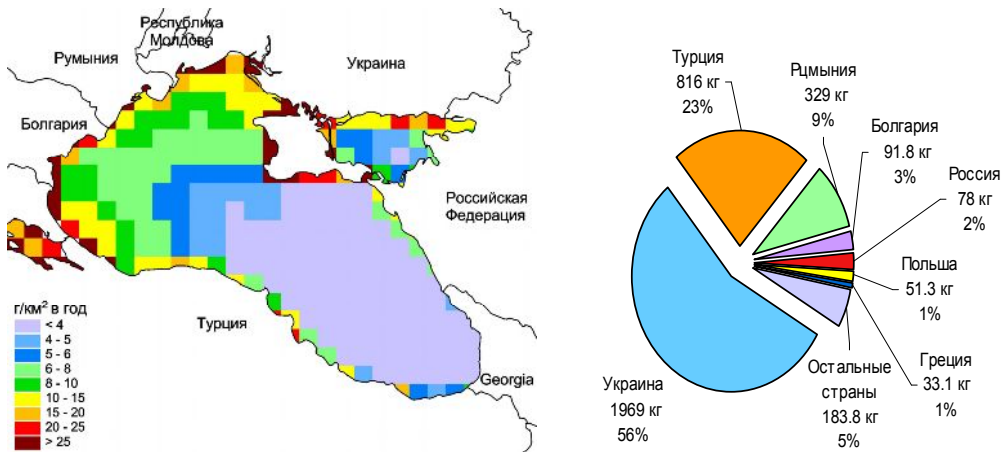 Республика
Молдова
Румыния
Украина
Болгария
Российская
Федерация
Турция
Georgia
г/км² в год
< 4
4 - 5
5 - 6
6 - 8
8 - 10
10 - 15
15 - 20
20 - 25
> 25
Турция
816 кг
23%
Рцмыния
329 кг
9%
Болгария
91.8 кг
3%
Россия
78 кг
2%
Польша
51.3 кг
1%
Греция
33.1 кг
1%
Остальные
страны
183.8 кг
5%
Украина
1969 кг
56%